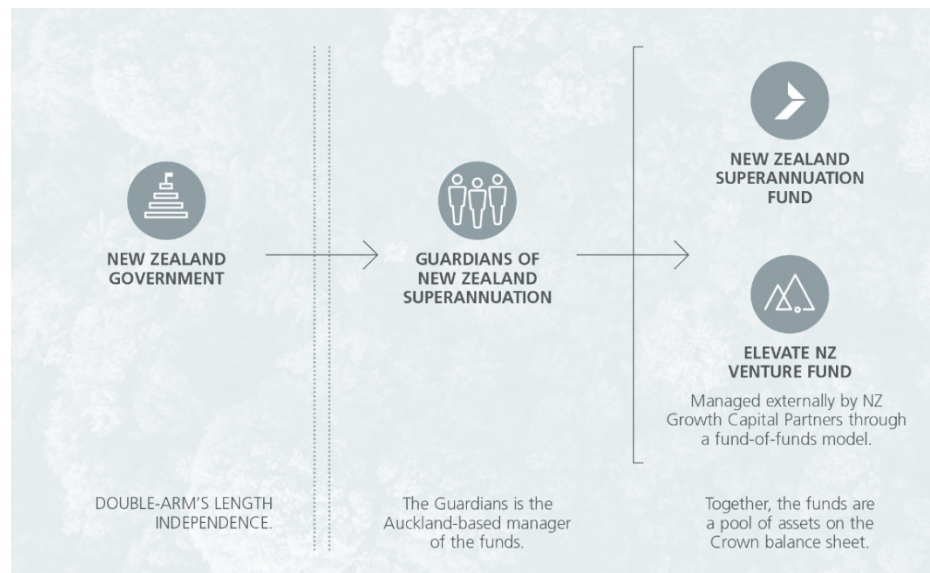 NEW ZEALAND
GOVERNMENT
DOUBLE-ARM'S LENGTH
INDEPENDENCE.
GUARDIANS OF
NEW ZEALAND
SUPERANNUATION
The Guardians is the
Auckland-based manager
of the funds.
NEW ZEALAND
SUPERANNUATION
FUND
ELEVATE NZ
VENTURE FUND
Managed externally by NZ
Growth Capital Partners through
a fund-of-funds model.
Together, the funds are
a pool of assets on the
Crown balance sheet.